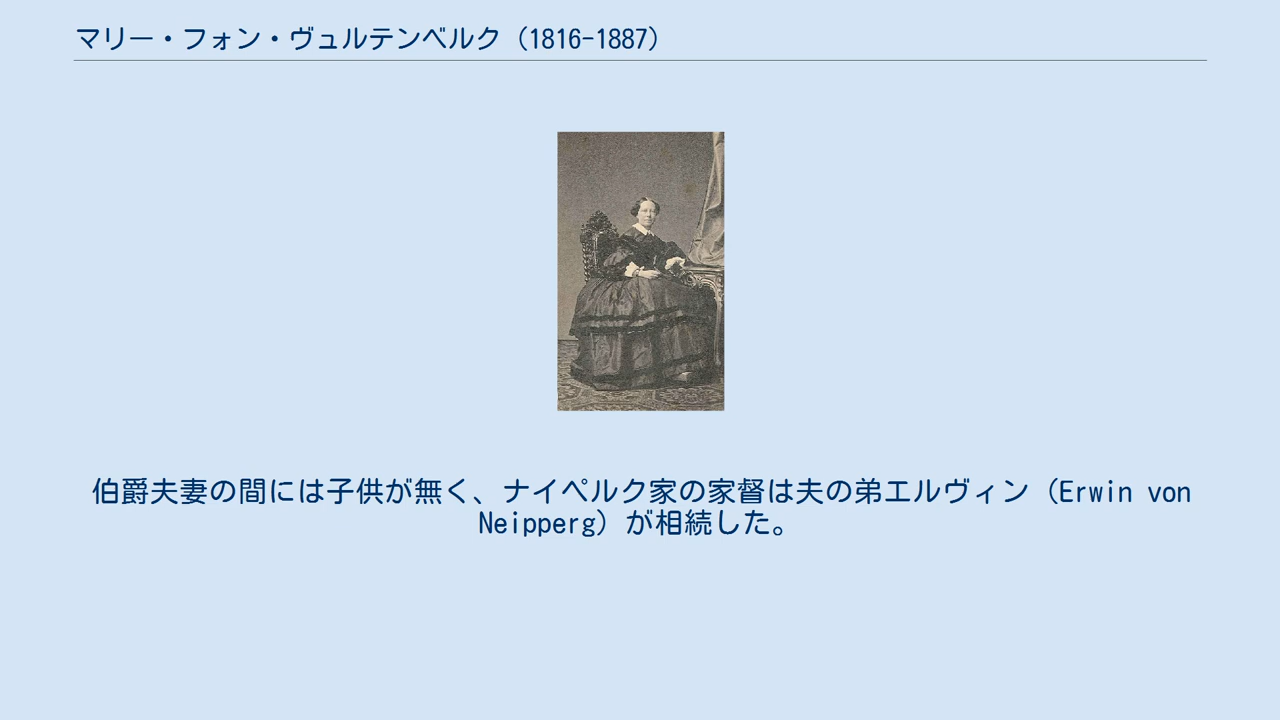 マリー・フォン・ヴュルテンベルク（1816-1887）
伯爵夫妻の間には子供が無く、ナイペルク家の家督は夫の弟エルヴィン（Erwin von
Neipperg）が相続した。